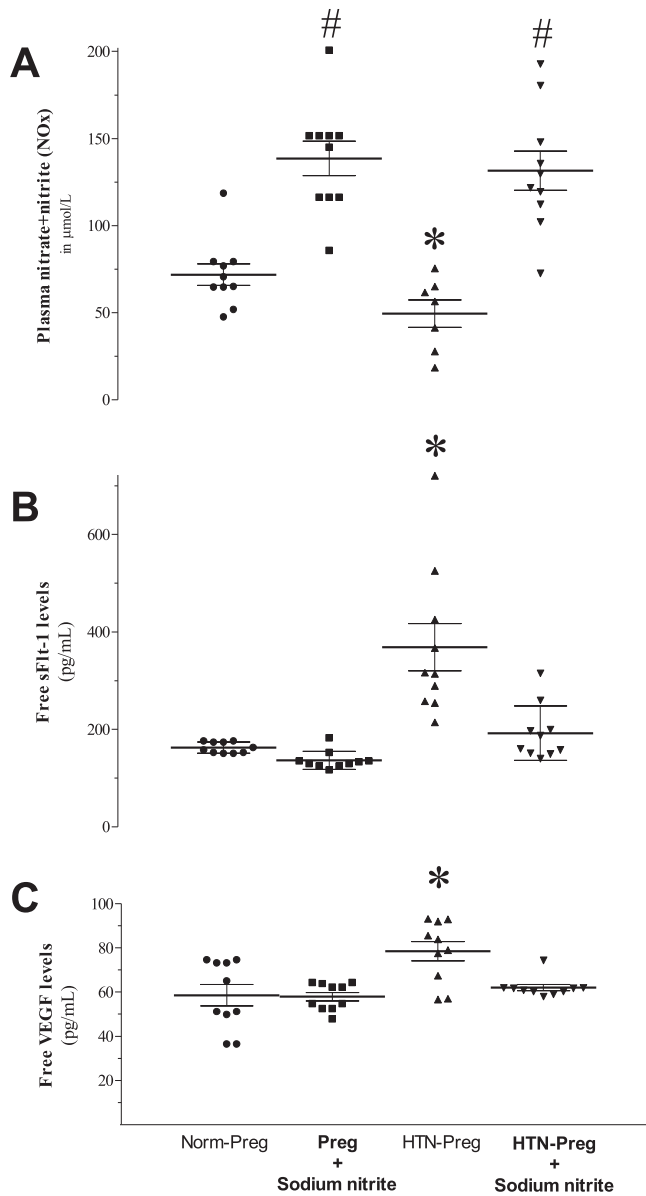 A
#
#
200
150
100
50
0
Plasma nitrate+nitrite (NOx)
in μmol/L
*
B
*
600
400
200
0
Free sFlt-1 levels
(pg/mL)
C
*
100
80
60
40
20
Free VEGF levels
(pg/mL)
Norm-Preg
Preg
+
Sodium nitrite
HTN-Preg
HTN-Preg
+
Sodium nitrite